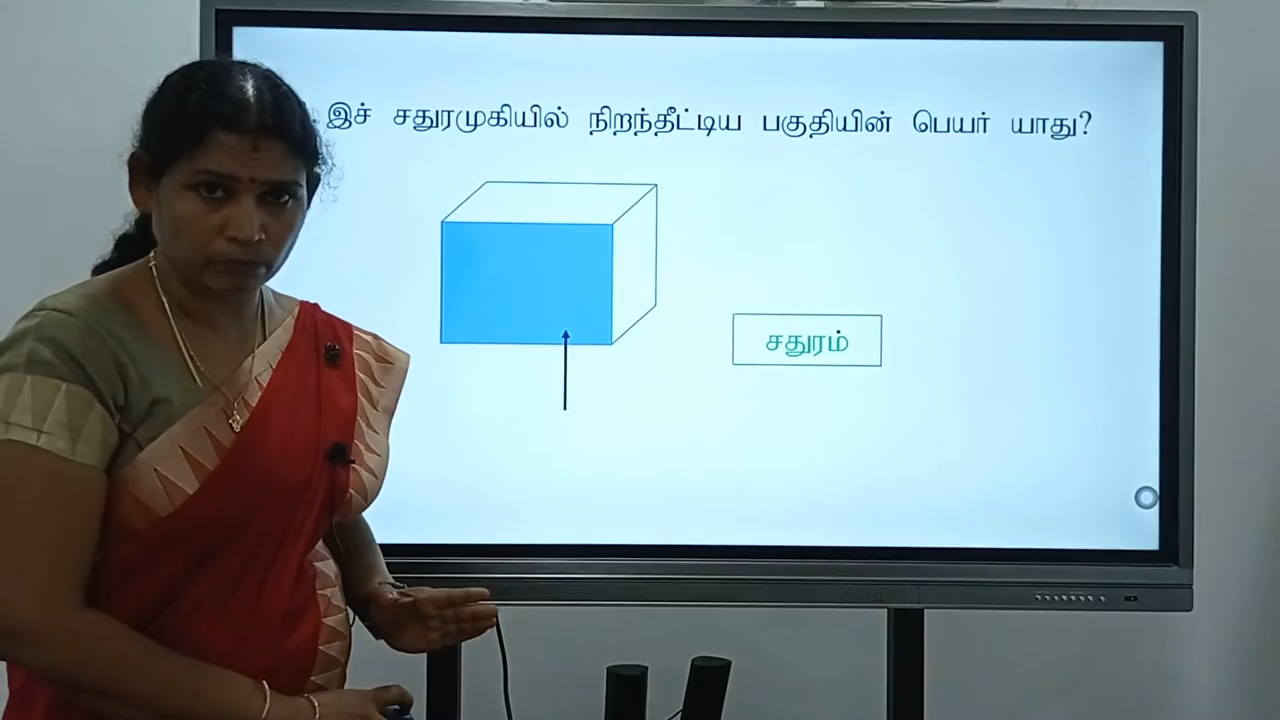 இச் சதுரமுகியில் நிறந்தீட்டிய பகுதியின் பெயர் யாது?
சதுரம்